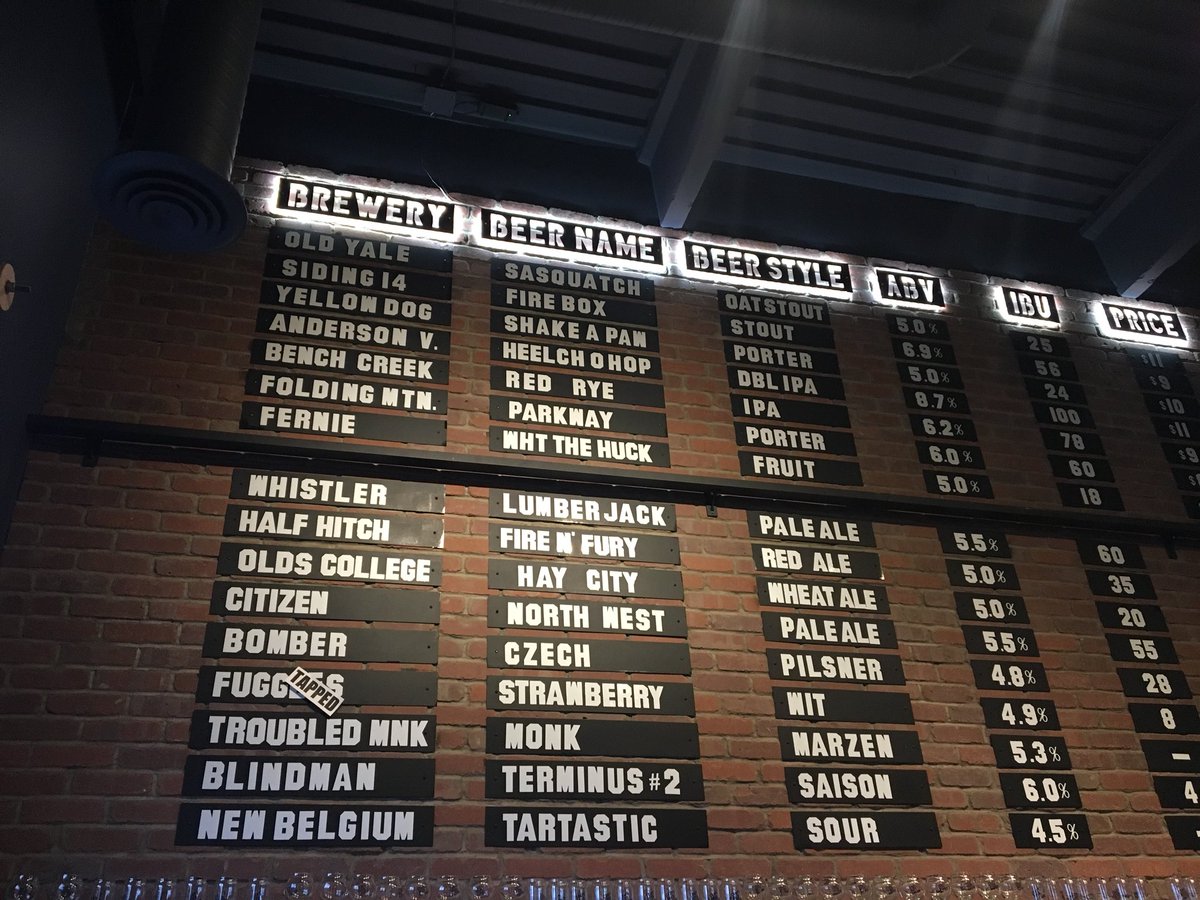 BREWERY BEER NAME BEER STYLE ABV IBU PRICE
OLD YALE SASQUATCH OAT STOUT 5.0% 25 $11
SIDING 14 FIRE BOX STOUT 6.9% 56 $9
YELLOW DOG SHAKE A PAW PORTER 5.0% 24 $10
ANDERSON V. HEELCH O HOP DBL IPA 8.7% 100 $11
BENCH CREEK RED RYE IPA 6.2% 78 $9
FOLDING MTN. PARKWAY PORTER 6.0% 60
FERNIE WHT THE HUCK FRUIT 5.0% 18
WHISTLER LUMBERJACK PALE ALE 5.5% 60
HALF HITCH FIRE N' FURY RED ALE 5.0% 35
OLDS COLLEGE HAY CITY WHEAT ALE 5.0% 20
CITIZEN NORTH WEST PALE ALE 5.5% 55
BOMBER CZECH PILSNER 4.8% 28
TAPPED STRAWBERRY WIT 4.9% 8
TROUBLED MNK MONK MARZEN 5.3% –
BLINDMAN TERMINUS #2 SAISON 6.0%
NEW BELGIUM TARTASTIC SOUR 4.5%